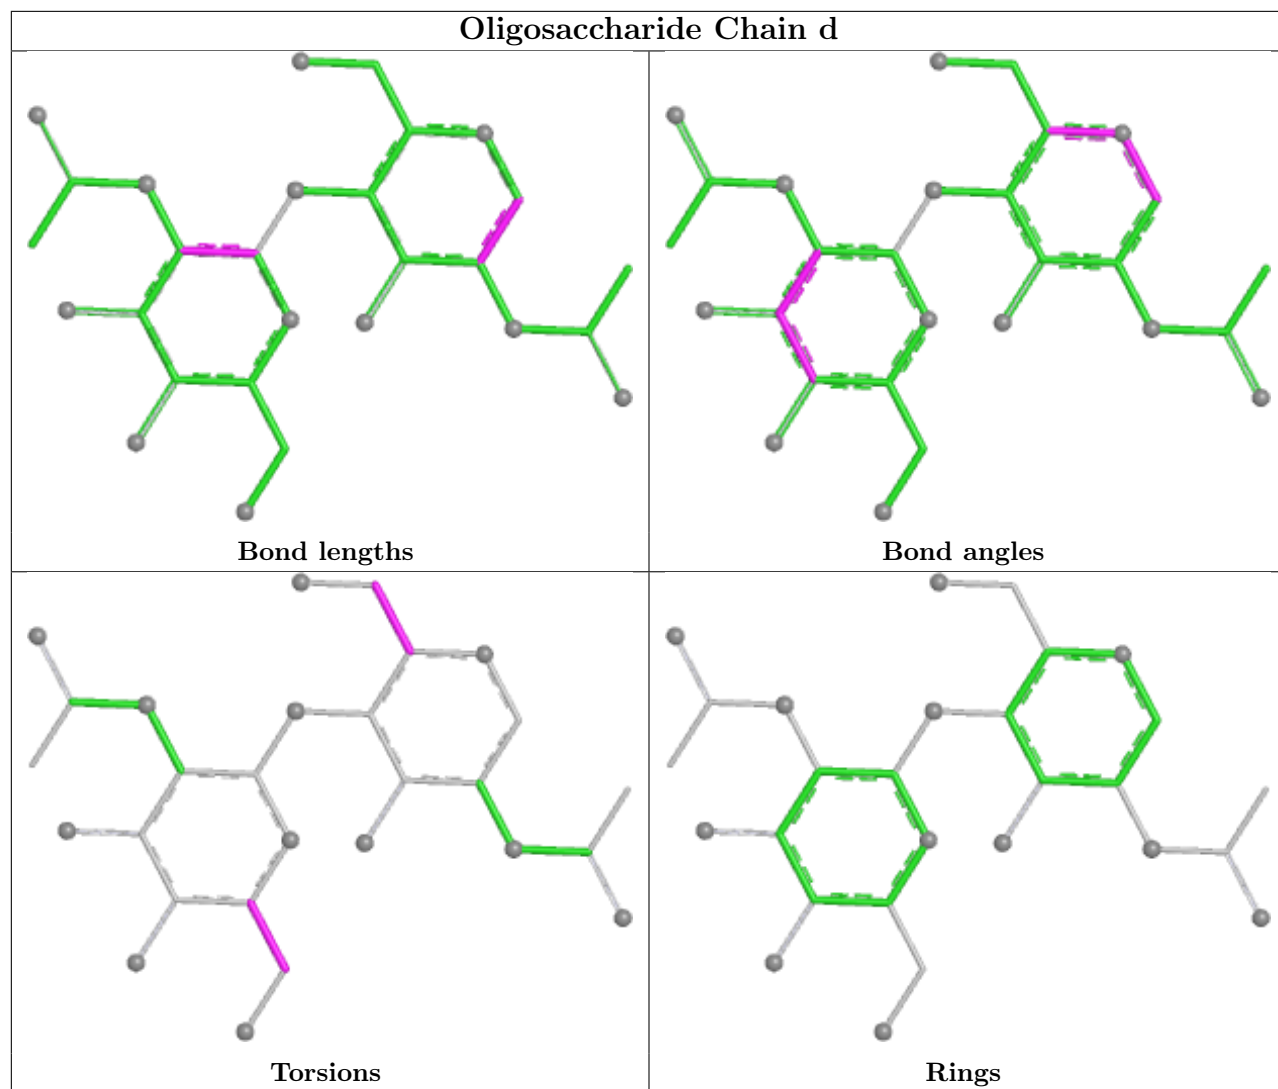 Oligosaccharide Chain d
Bond lengths
Bond angles
Torsions
Rings